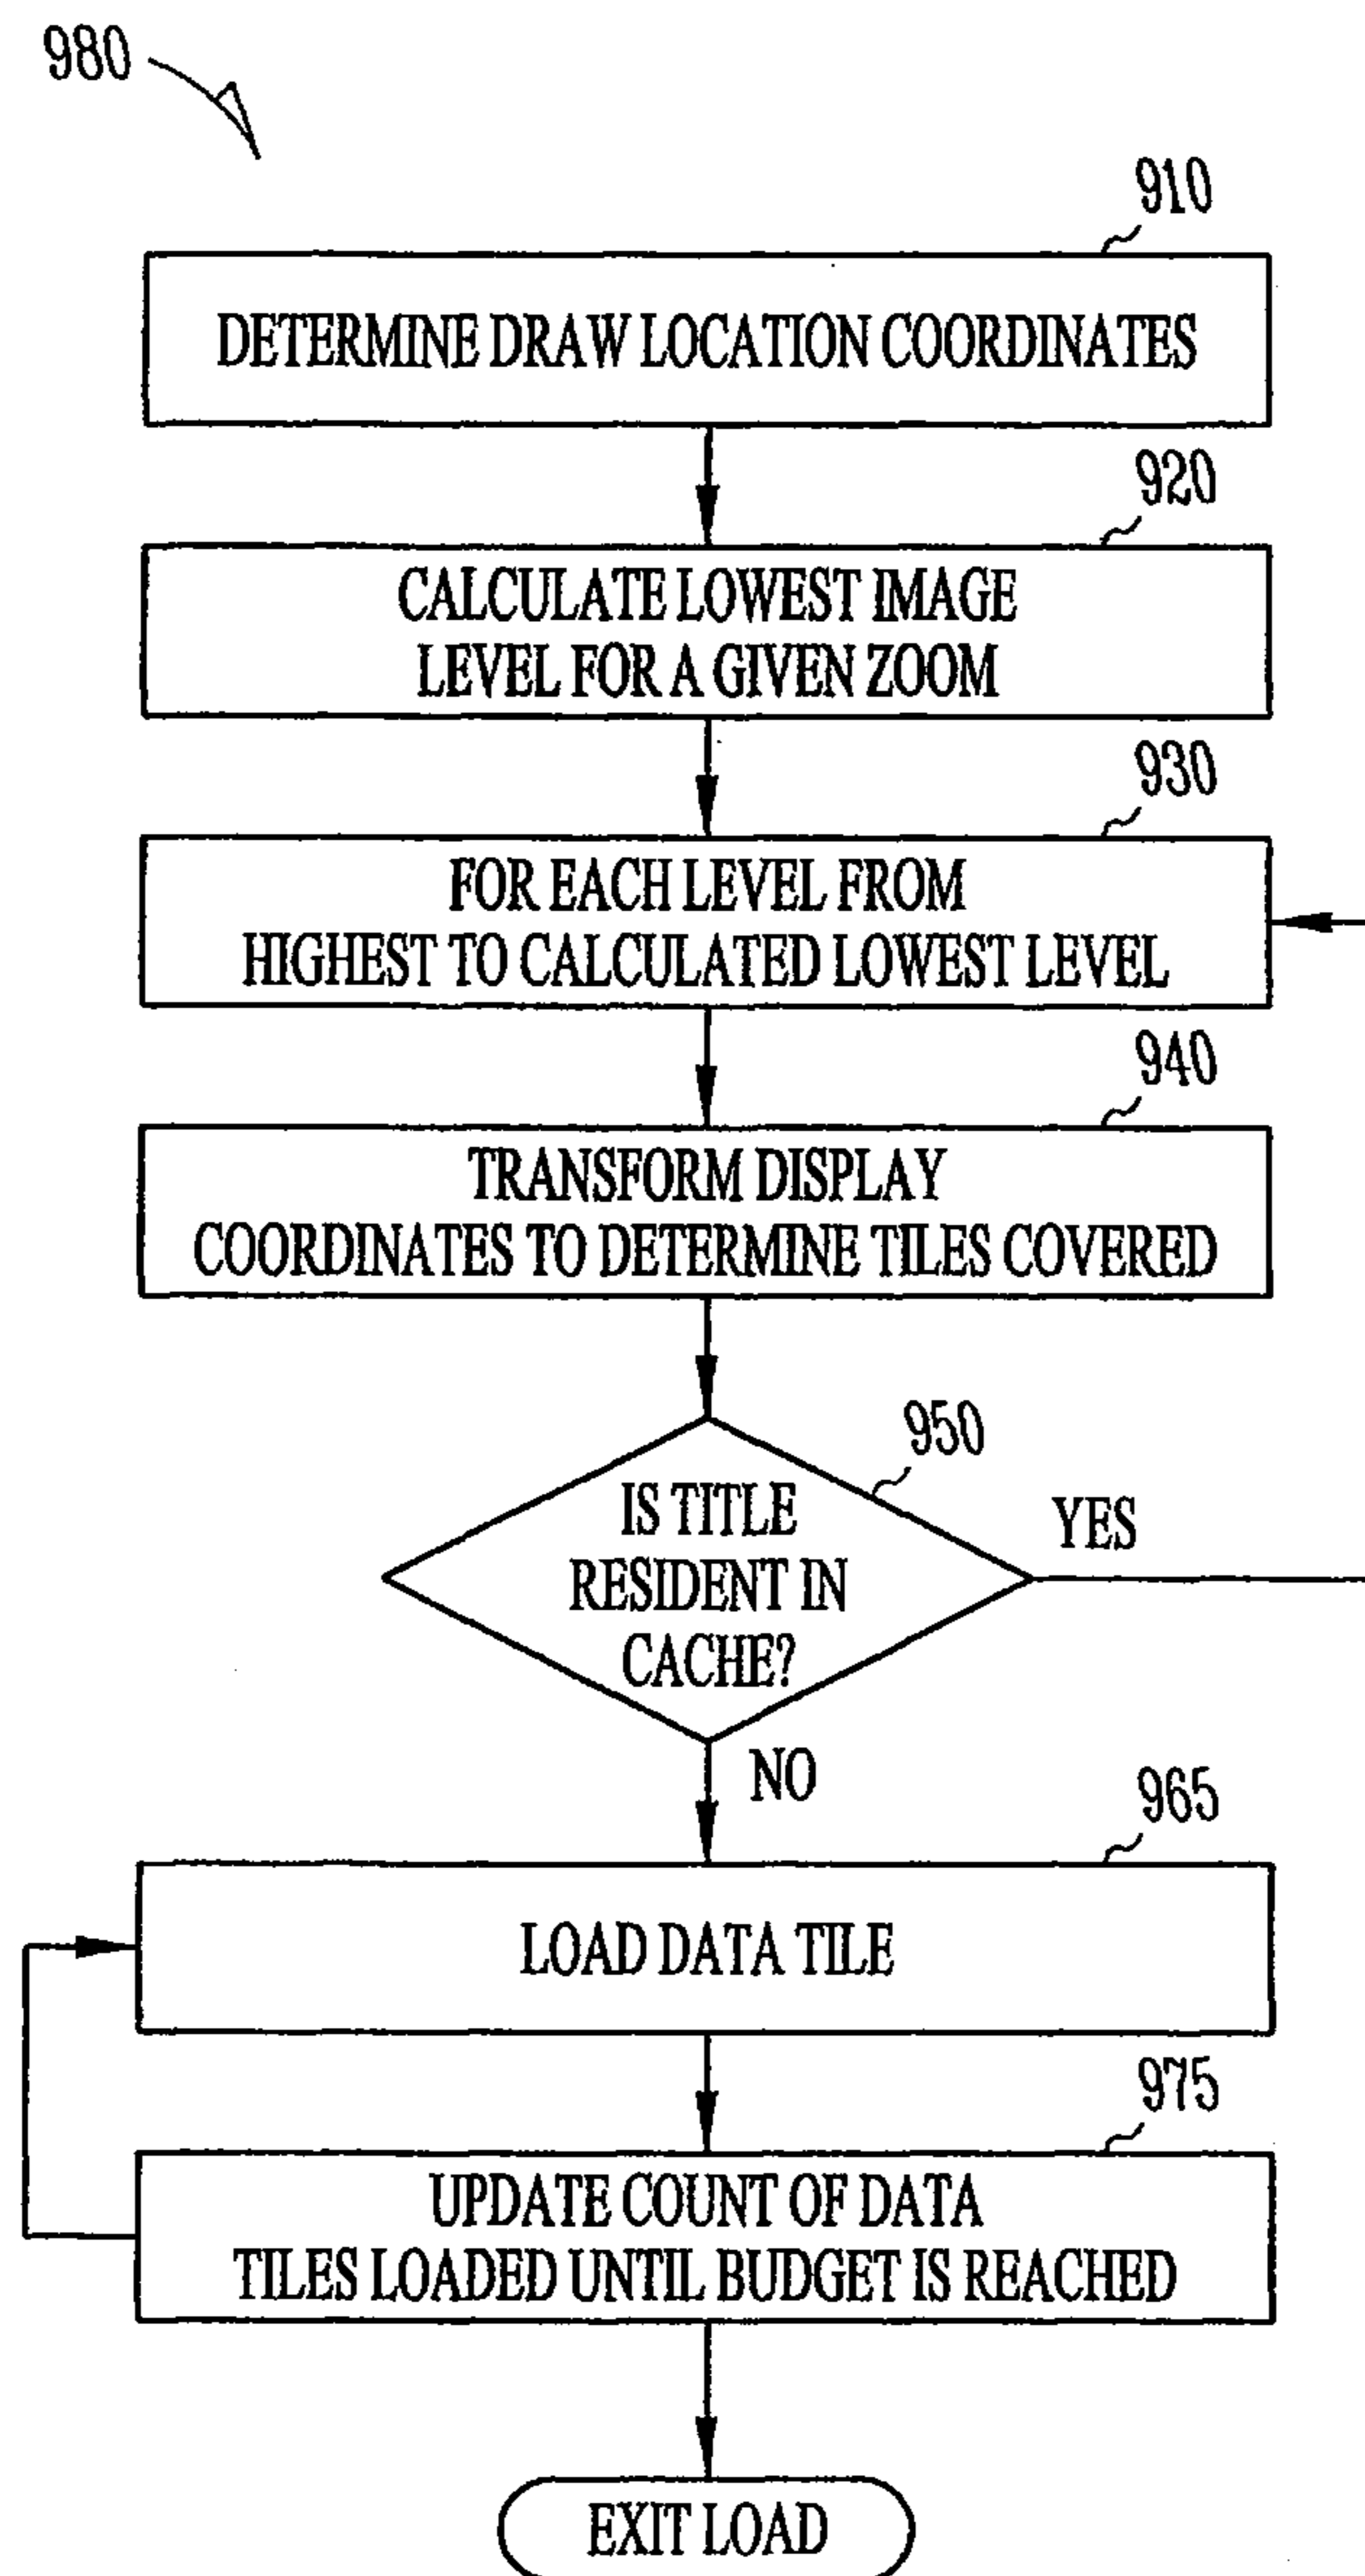 980
910
DETERMINE DRAW LOCATION COORDINATES
920
CALCULATE LOWEST IMAGE
LEVEL FOR A GIVEN ZOOM
930
FOR EACH LEVEL FROM
HIGHEST TO CALCULATED LOWEST LEVEL
940
TRANSFORM DISPLAY
COORDINATES TO DETERMINE TILES COVERED
950
IS TITLE
RESIDENT IN
CACHE?
YES
NO
965
LOAD DATA TILE
975
UPDATE COUNT OF DATA
TILES LOADED UNTIL BUDGET IS REACHED
EXIT LOAD